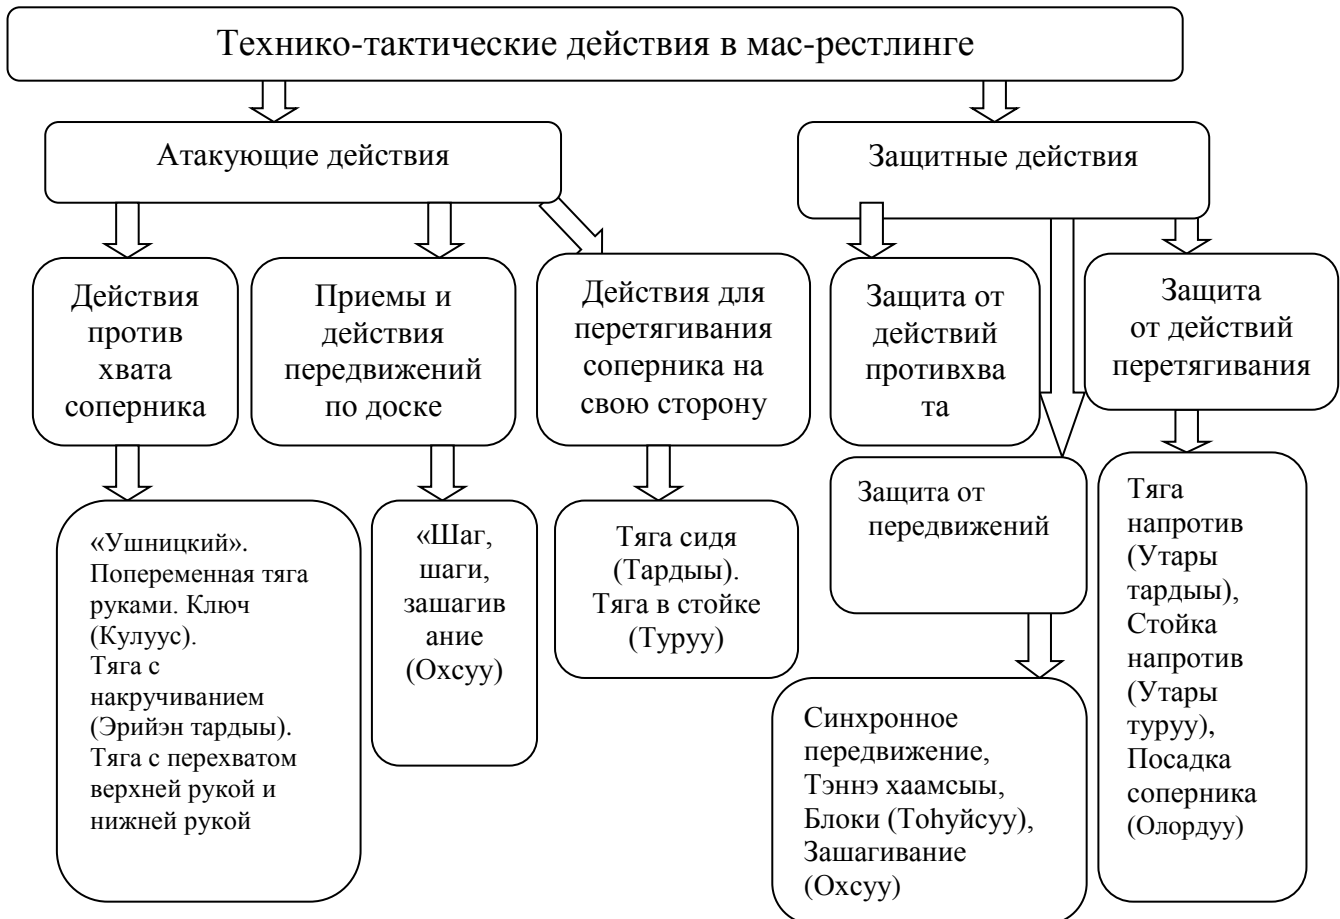 Технико-тактические действия в мас-рестлинге
Атакующие действия
Защитные действия
Действия
против
хвата
соперника
Приемы и
действия
передвижений
по доске
Действия для
перетягивания
соперника на
свою сторону
Защита от
действий
противхва
та
Защита
от действий
перетягивания
Защита от
передвижений
«Ушницкий».
Попеременная тяга
руками. Ключ
(Кулуус).
Тяга с
накручиванием
(Эрийэн тардыы).
Тяга с перехватом
верхней рукой и
нижней рукой
«Шаг,
шаги,
зашагив
ание
(Охсуу)
Тяга сидя
(Тардыы).
Тяга в стойке
(Туруу)
Синхронное
передвижение,
Тэннэ хаамсыы,
Блоки (Тоһуйсуу),
Зашагивание
(Охсуу)
Тяга
напротив
(Утары
тардыы),
Стойка
напротив
(Утары
туруу),
Посадка
соперника
(Олордуу)